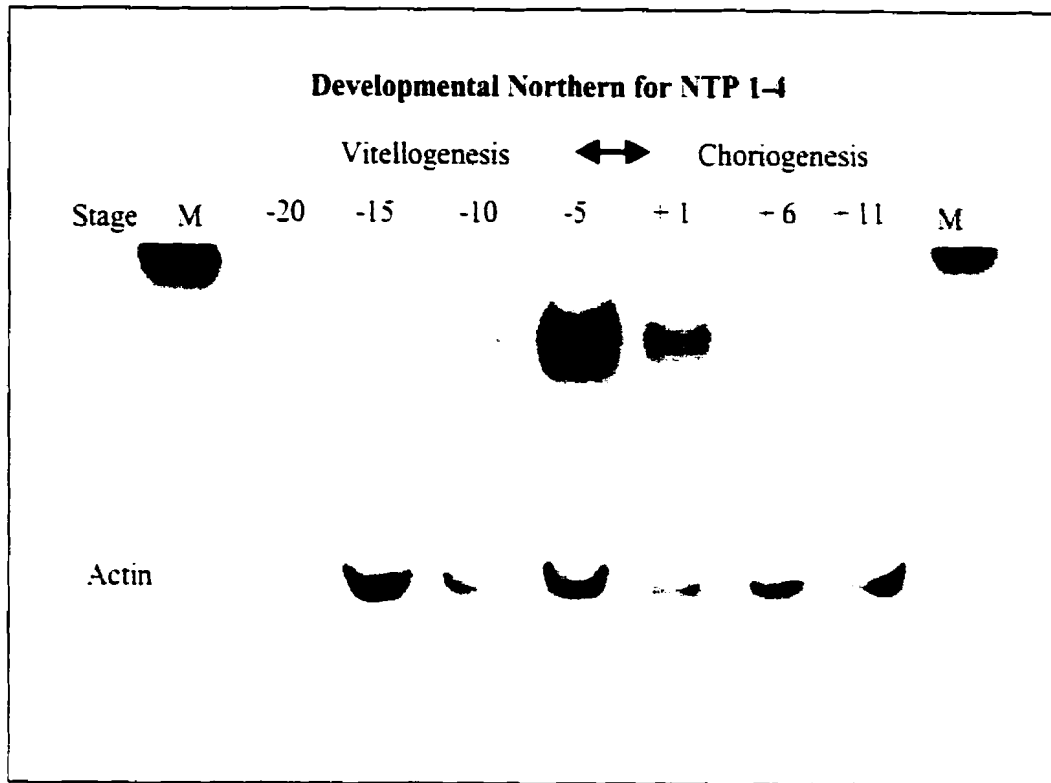 Developmental Northern for NTP 1-4
Vitellogenesis Choriogenesis
Stage M -20 -15 -10 -5 + 1 - 6 - 11 M
Actin